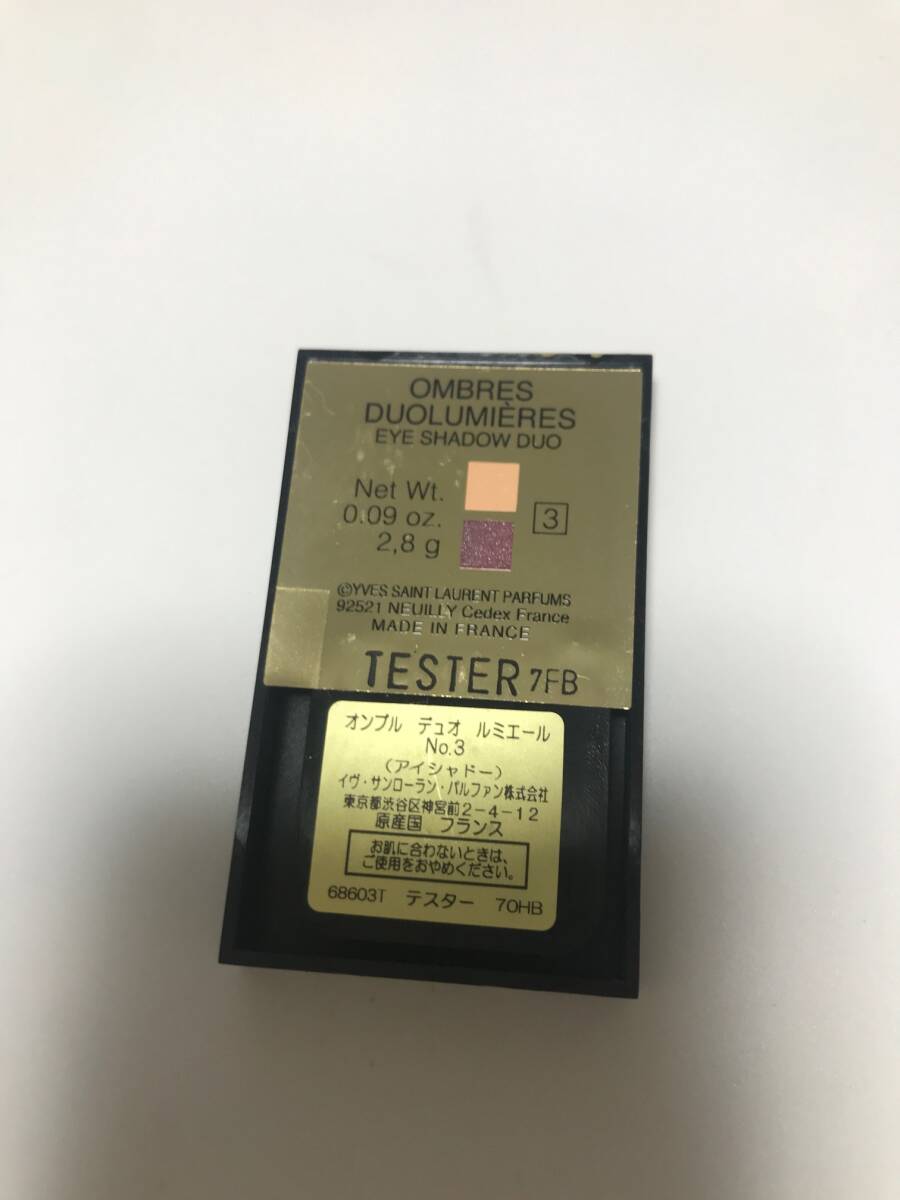 OMBRES
DUOLUMIÈRES
EYE SHADOW DUO
Net Wt.
0.09 oz.
2,8 g
3
©YVES SAINT LAURENT PARFUMS
92521 NEUILLY Cedex France
MADE IN FRANCE
TESTER 7FB
オンブル デュオ ルミエール
No.3
(アイシャドー)
イヴ・サンローラン・パルファン株式会社
東京都渋谷区神宮前2-4-12
原産国 フランス
お肌に合わないときは、
ご使用をおやめください。
68603T テスター 70HB